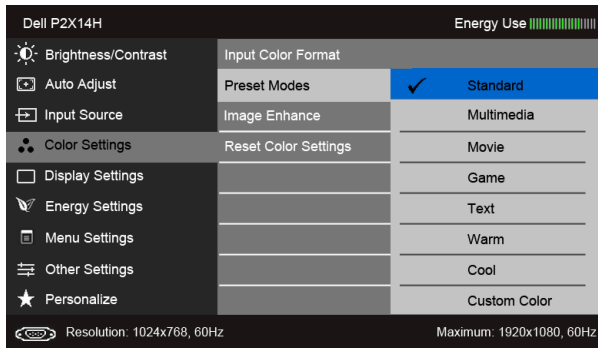 Dell P2X14H
Energy Use
Brightness/Contrast
Auto Adjust
Input Source
Color Settings
Display Settings
Energy Settings
Menu Settings
Other Settings
Personalize
Input Color Format
Preset Modes
Image Enhance
Reset Color Settings
Standard
Multimedia
Movie
Game
Text
Warm
Cool
Custom Color
Resolution: 1024x768, 60Hz
Maximum: 1920x1080, 60Hz